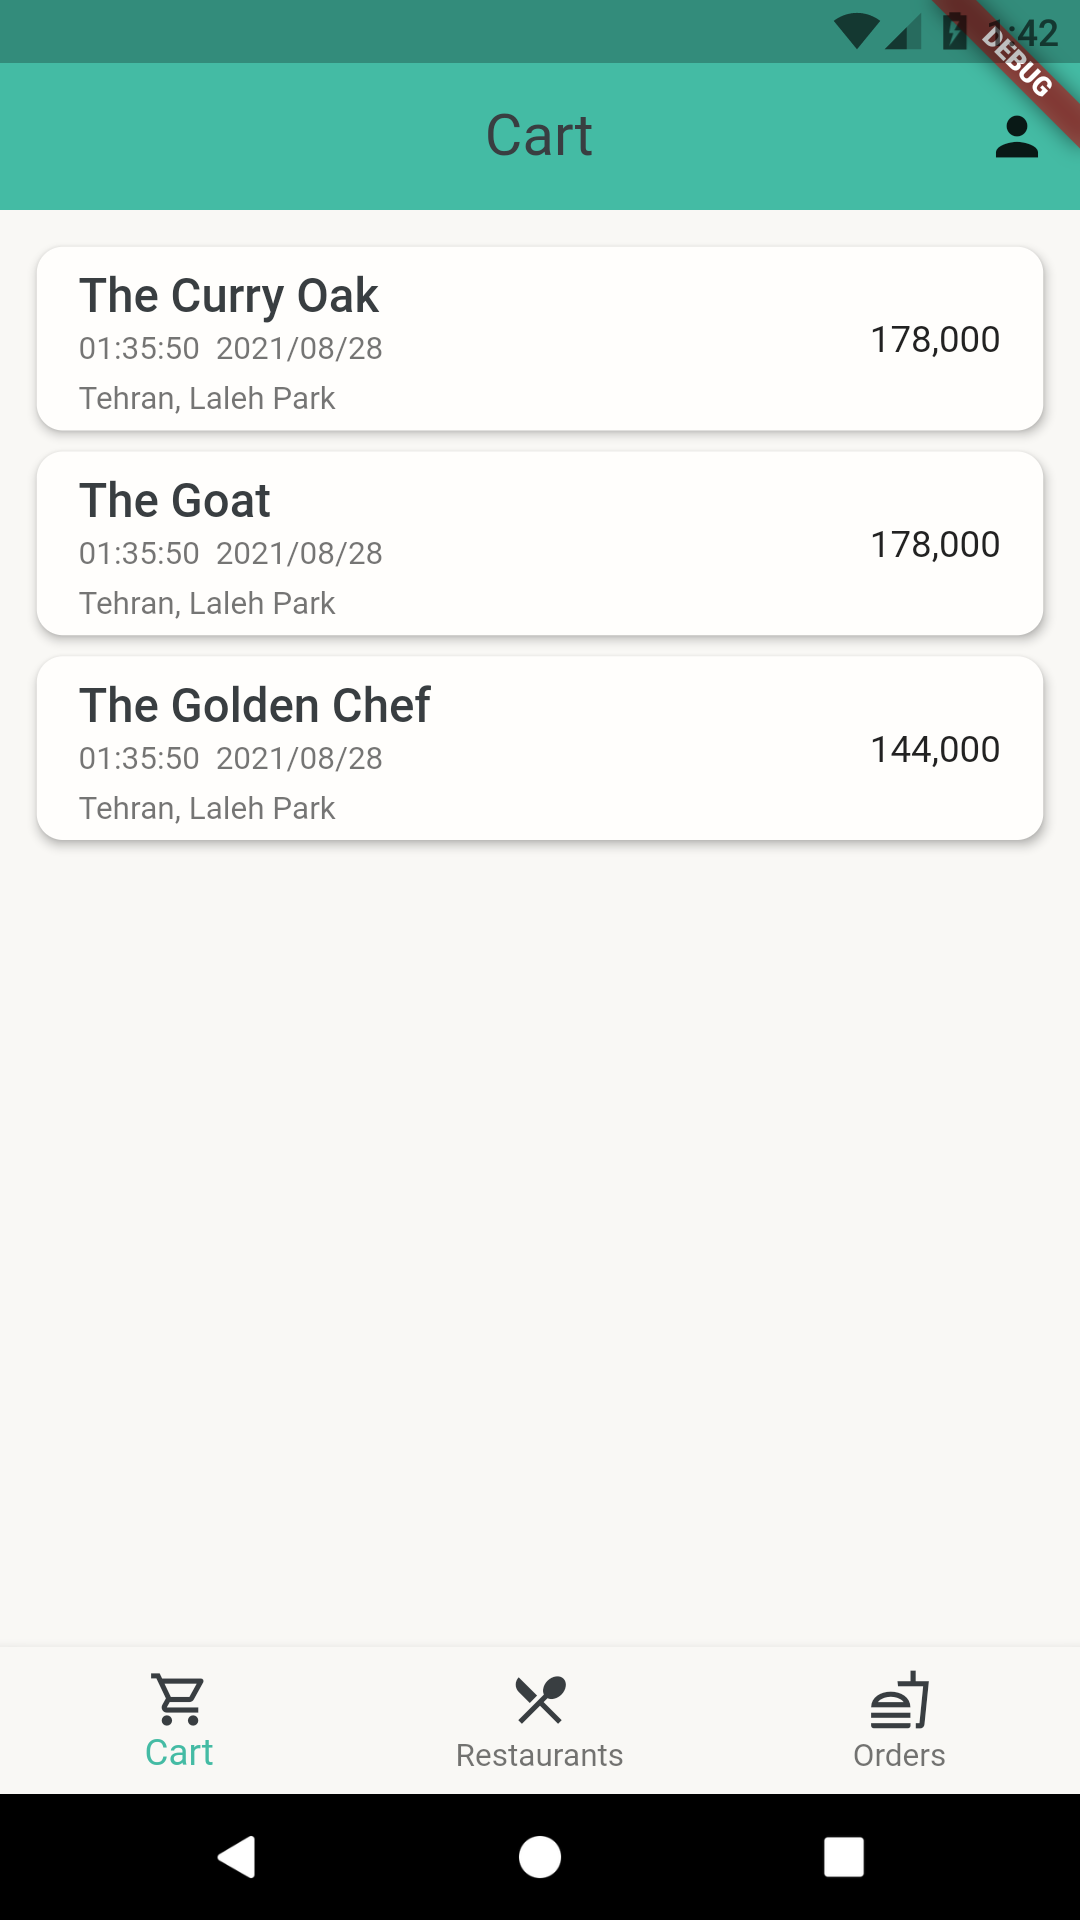 :42
DEBUG
Cart
The Curry Oak
01:35:50 2021/08/28
178,000
Tehran, Laleh Park
The Goat
01:35:50 2021/08/28
178,000
Tehran, Laleh Park
The Golden Chef
01:35:50 2021/08/28
144,000
Tehran, Laleh Park
Cart
Restaurants
Orders